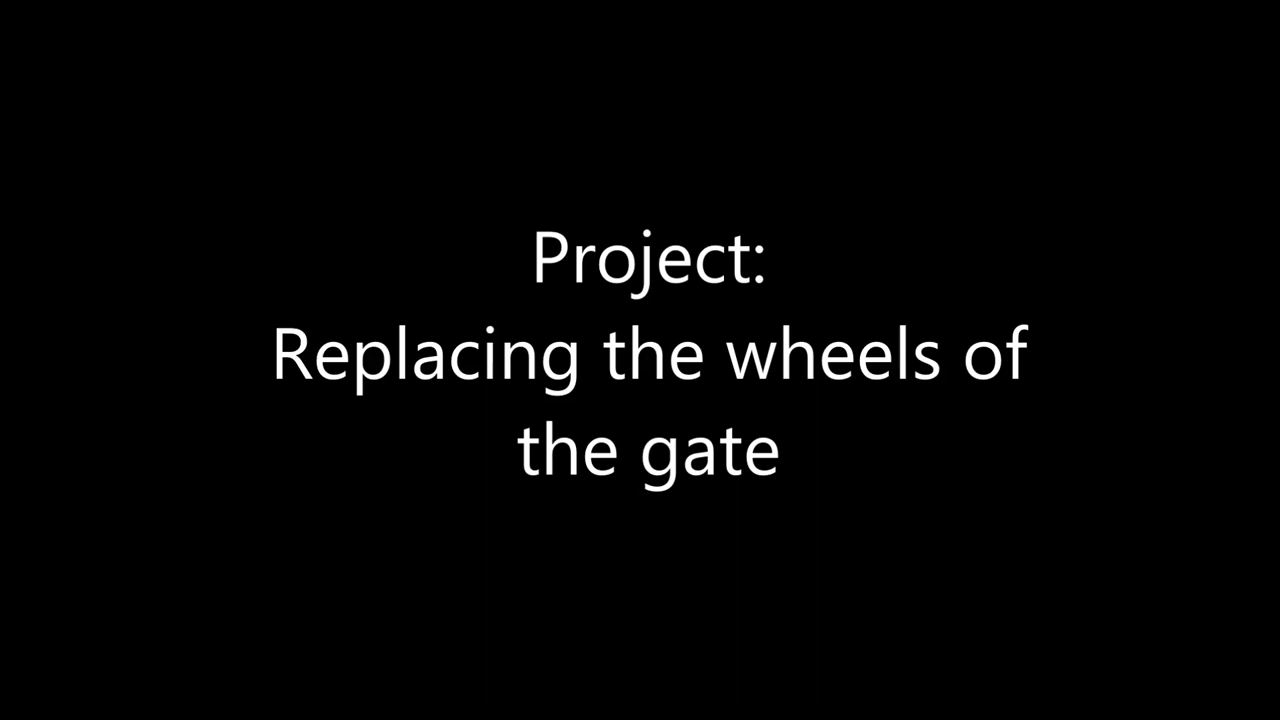 Project:
Replacing the wheels of
the gate